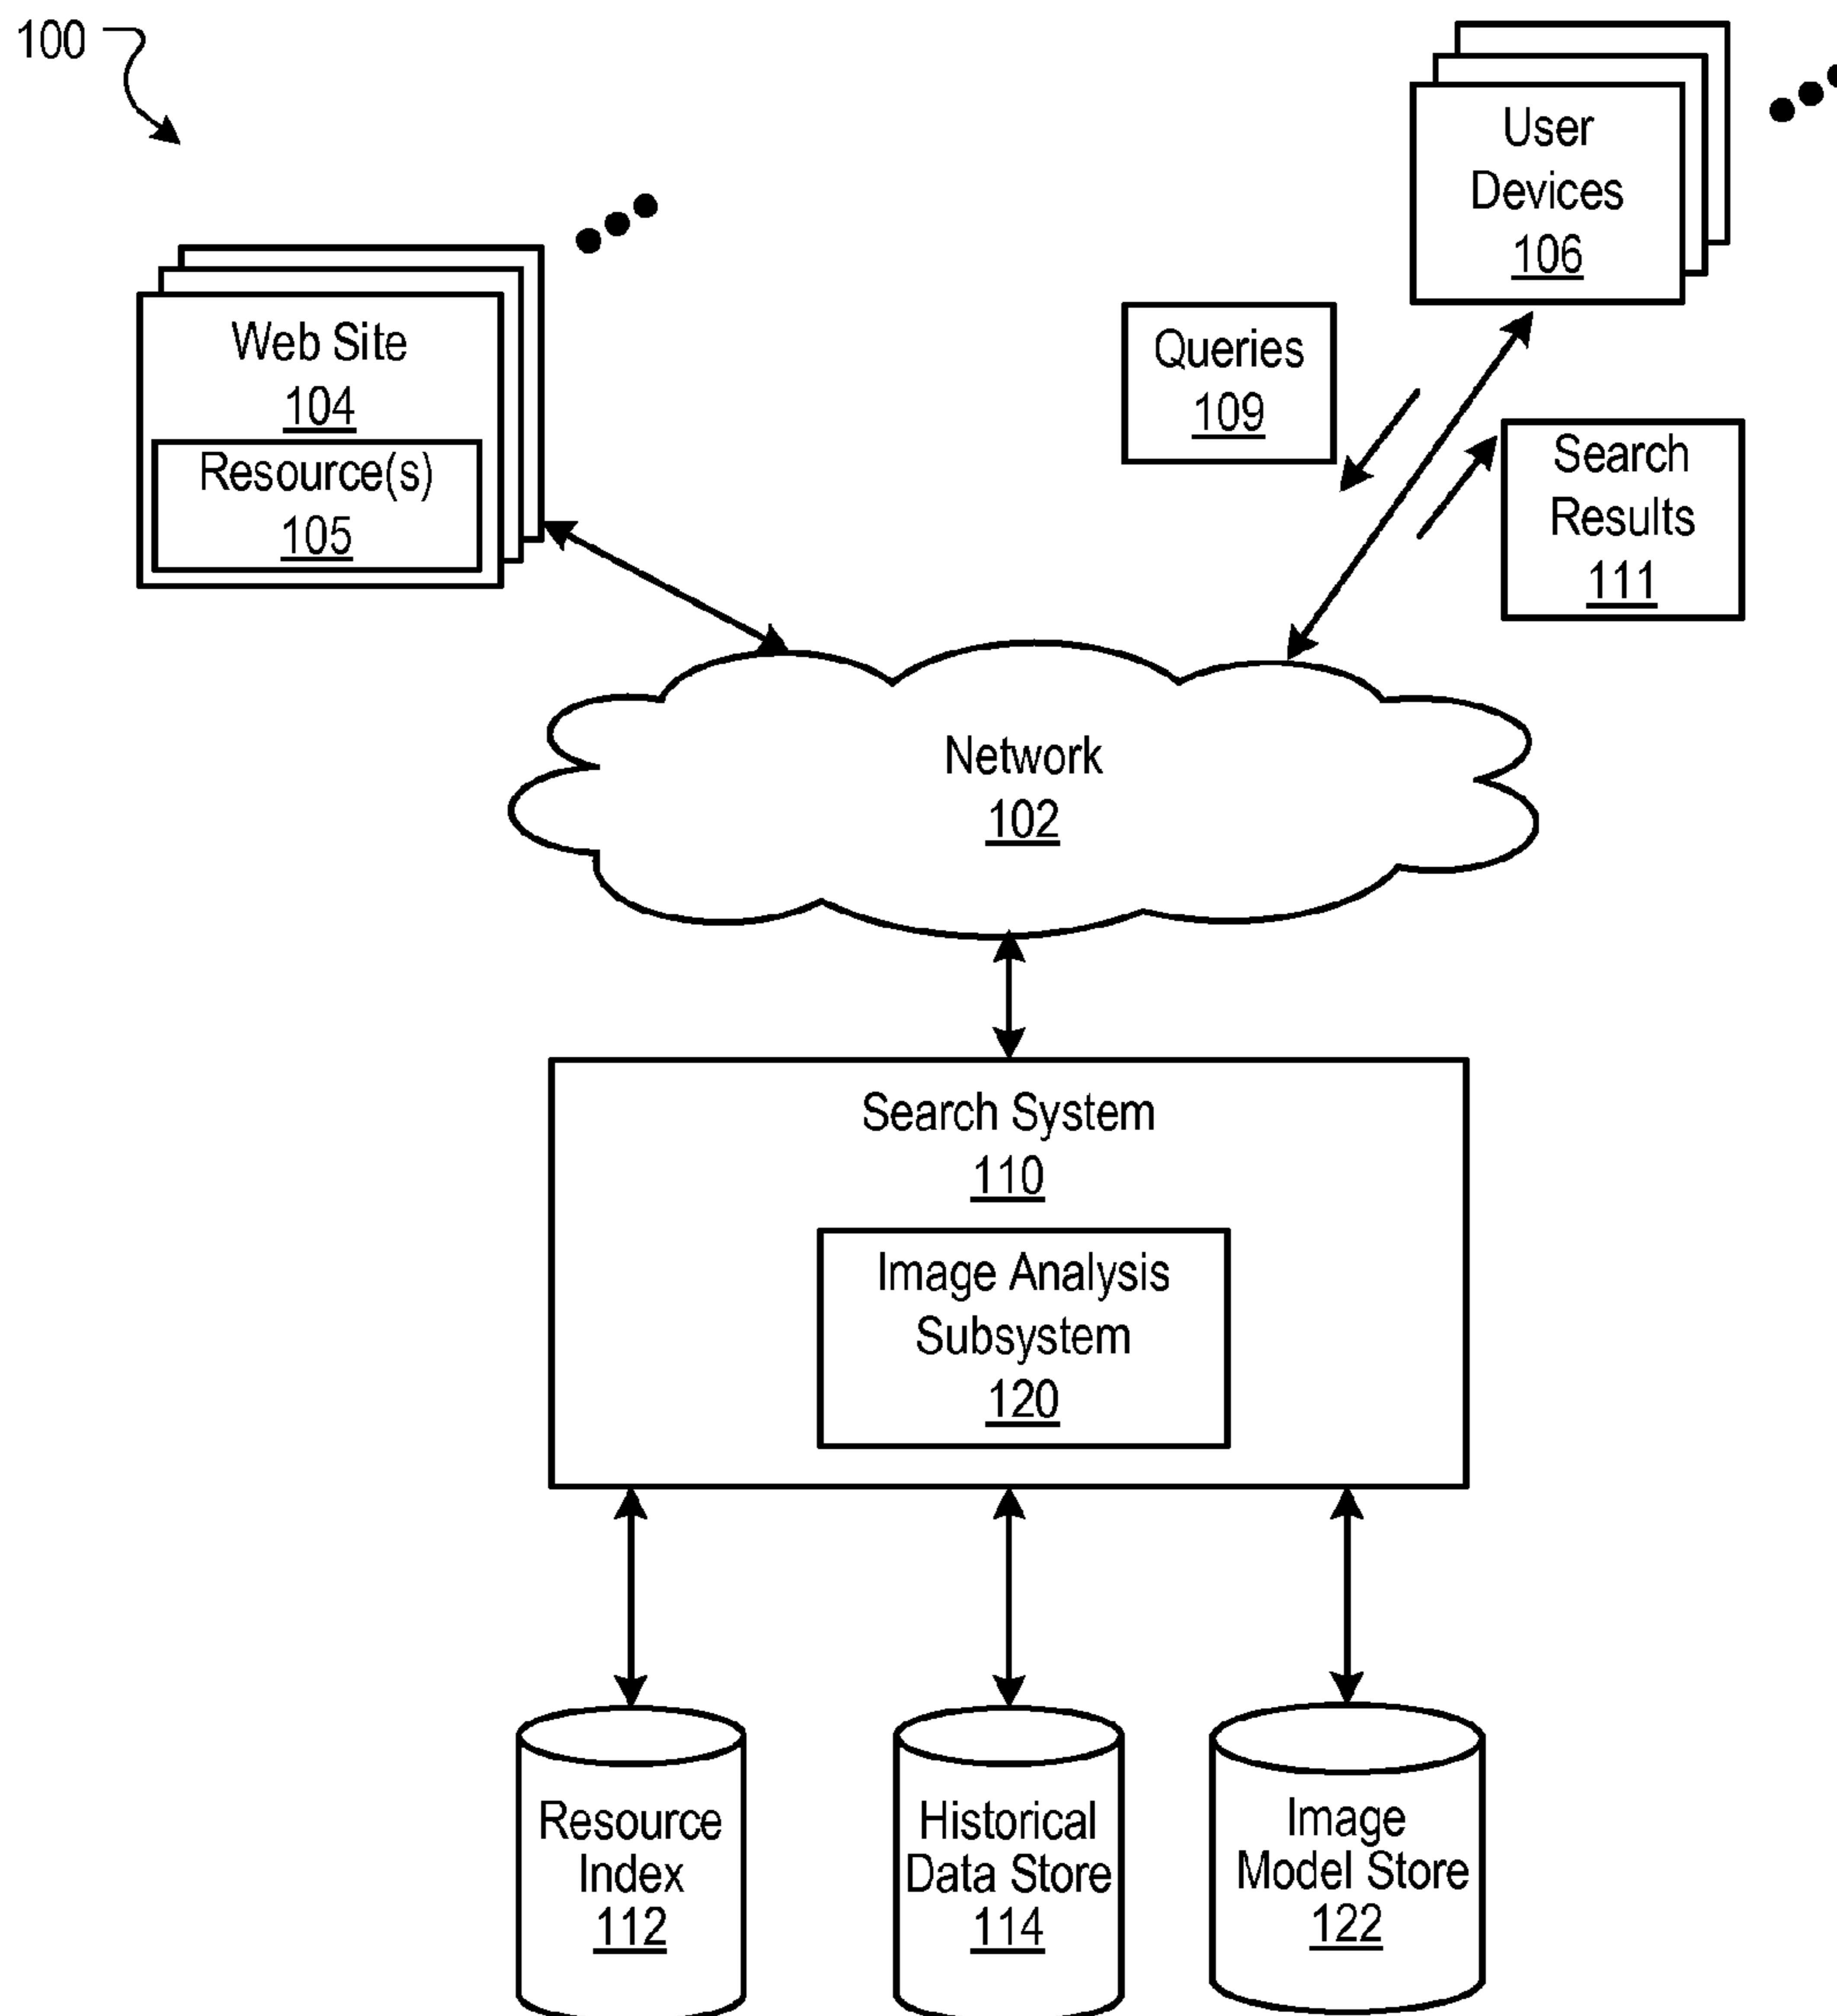 100
User
Devices
106
Web Site
104
Resource(s)
105
Queries
109
Search
Results
111
Network
102
Search System
110
Image Analysis
Subsystem
120
Resource
Index
112
Historical
Data Store
114
Image
Model Store
122